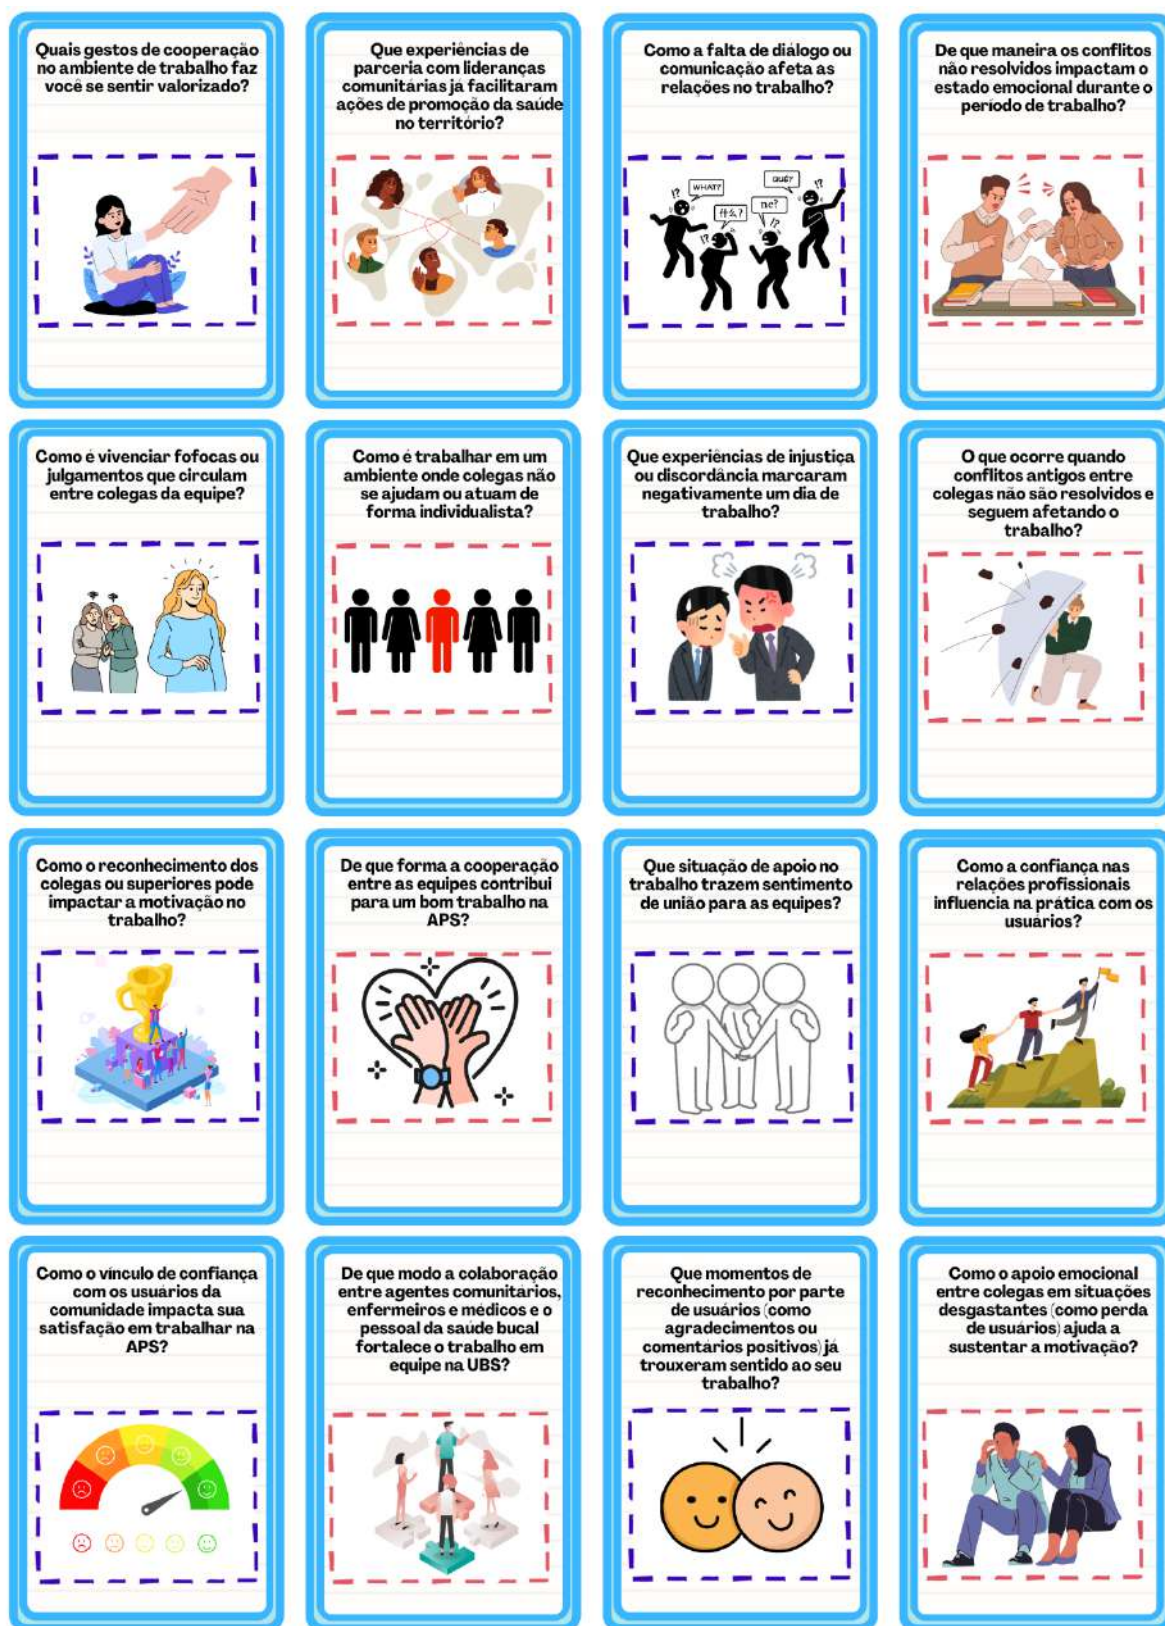 Quais gestos de cooperação
no ambiente de trabalho faz
você se sentir valorizado?
Que experiências de
parceria com lideranças
comunitárias já facilitaram
ações de promoção da saúde
no território?
Como a falta de diálogo ou
comunicação afeta as
relações no trabalho?
!?
WHAT?
QUÉ?
!?
!?
什么?
ne?
!?
De que maneira os conflitos
não resolvidos impactam o
estado emocional durante o
período de trabalho?
Como é vivenciar fofocas ou
julgamentos que circulam
entre colegas da equipe?
Como é trabalhar em um
ambiente onde colegas não
se ajudam ou atuam de
forma individualista?
Que experiências de injustiça
ou discordância marcaram
negativamente um dia de
trabalho?
O que ocorre quando
conflitos antigos entre
colegas não são resolvidos e
seguem afetando o
trabalho?
Como o reconhecimento dos
colegas ou superiores pode
impactar a motivação no
trabalho?
De que forma a cooperação
entre as equipes contribui
para um bom trabalho na
APS?
Que situação de apoio no
trabalho trazem sentimento
de união para as equipes?
Como a confiança nas
relações profissionais
influencia na prática com os
usuários?
Como o vínculo de confiança
com os usuários da
comunidade impacta sua
satisfação em trabalhar na
APS?
De que modo a colaboração
entre agentes comunitários,
enfermeiros e médicos e o
pessoal da saúde bucal
fortalece o trabalho em
equipe na UBS?
Que momentos de
reconhecimento por parte
de usuários (como
agradecimentos ou
comentários positivos) já
trouxeram sentido ao seu
trabalho?
Como o apoio emocional
entre colegas em situações
desgastantes (como perda
de usuários) ajuda a
sustentar a motivação?